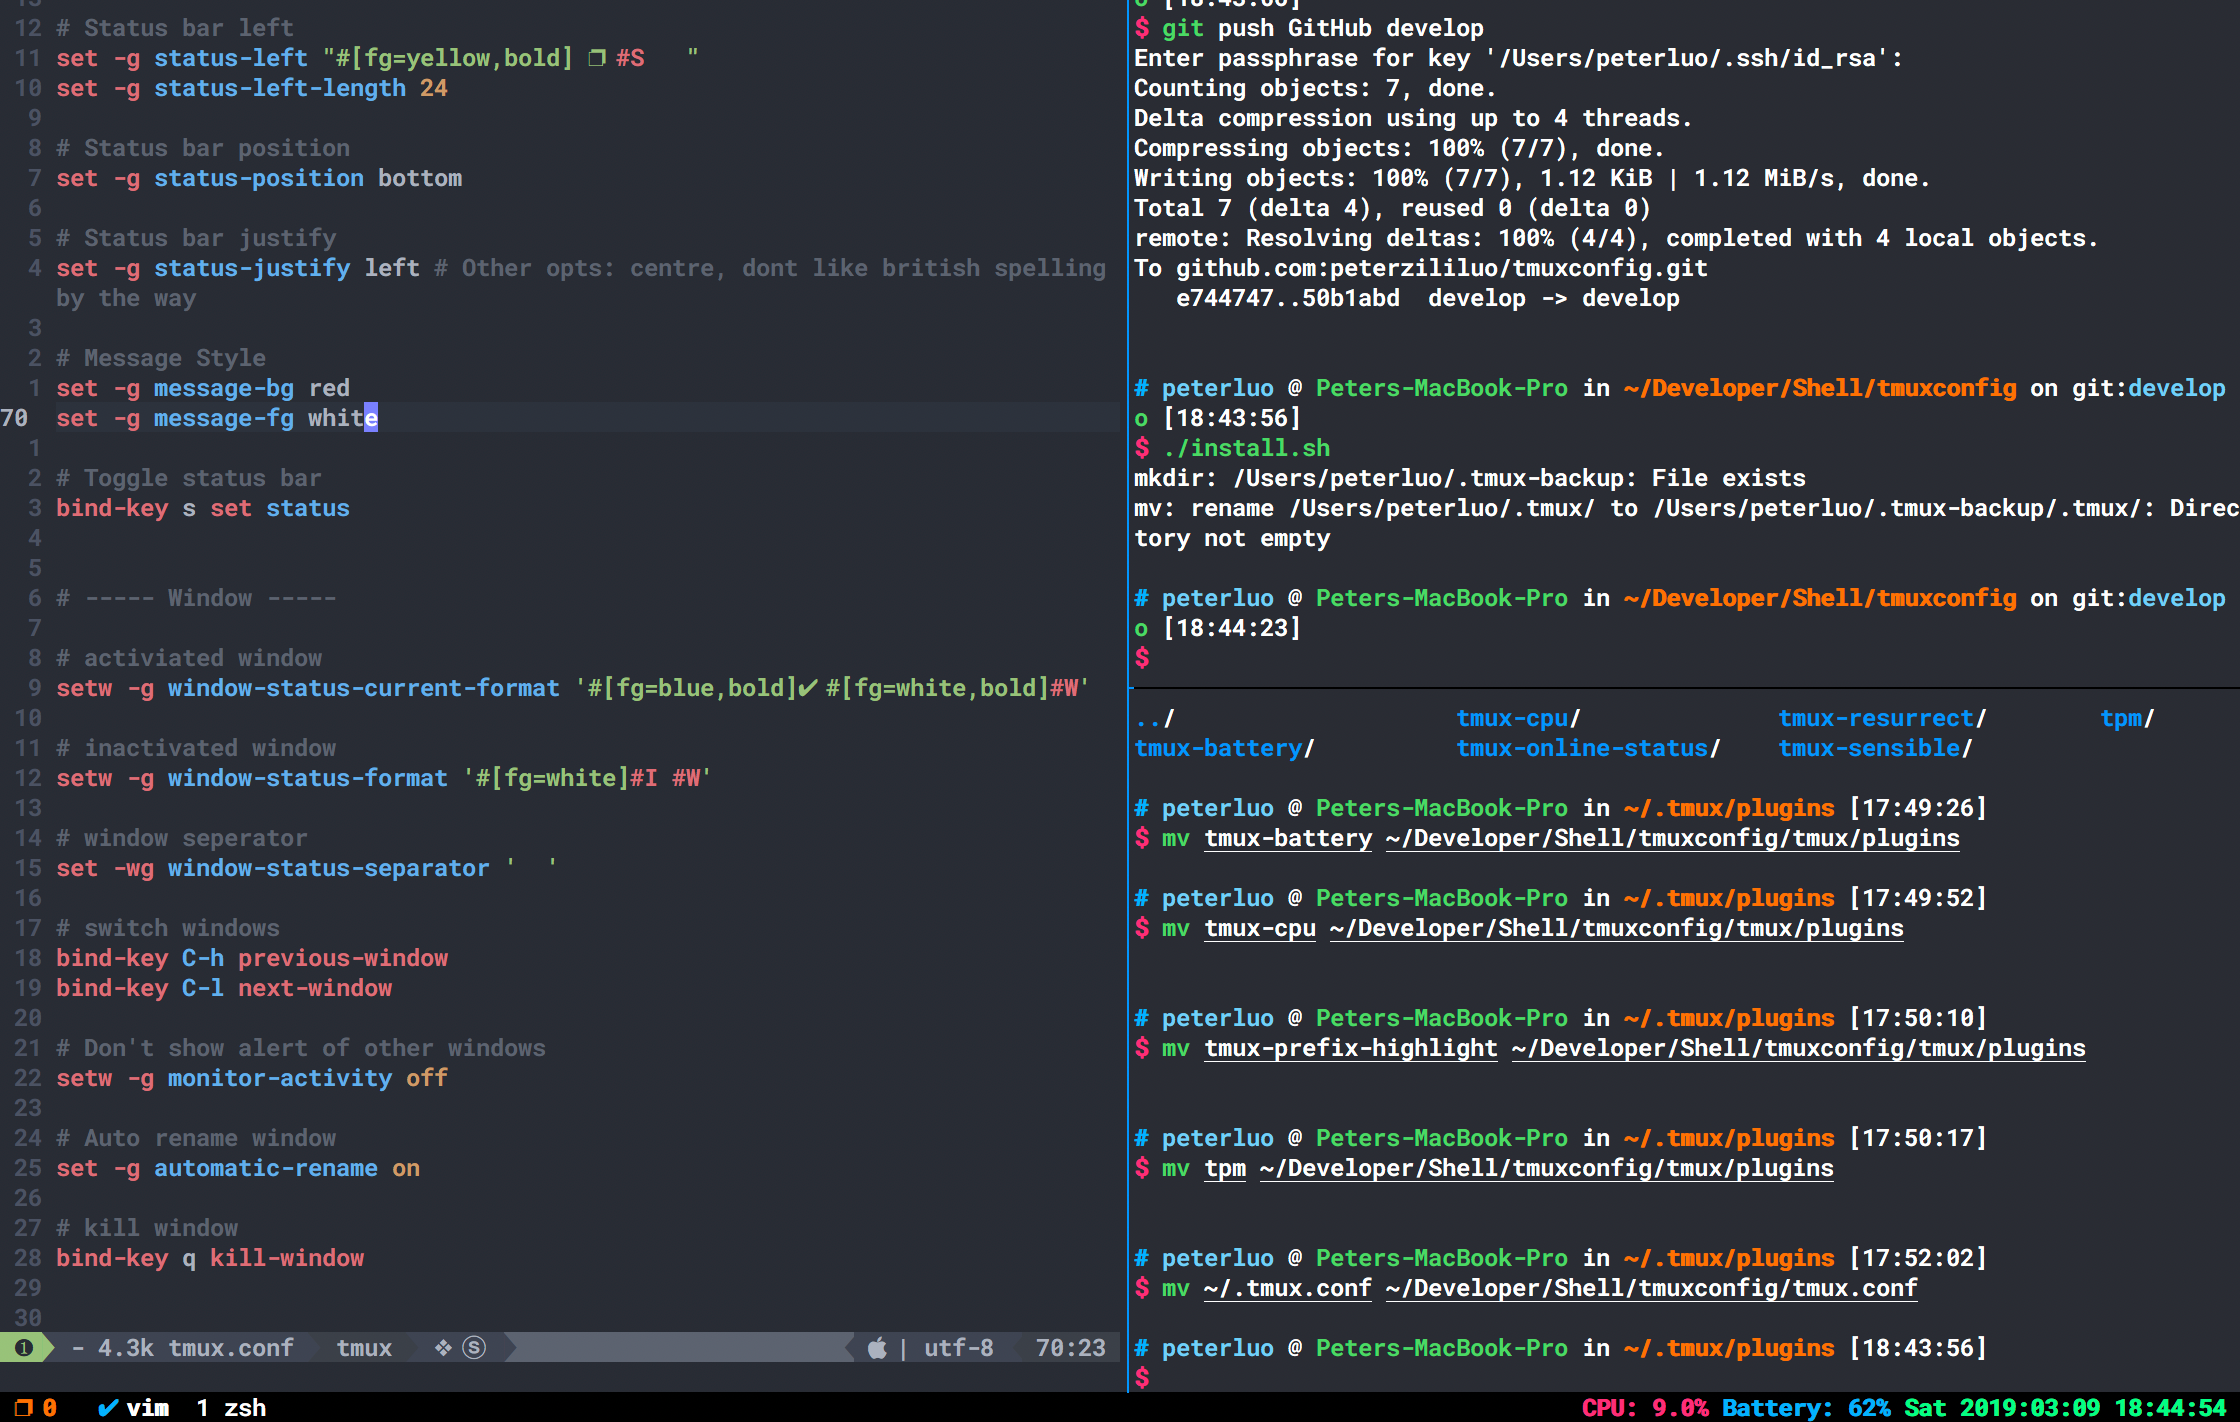 12 # Status bar left
11 set -g status-left "#[fg=yellow,bold] ❐ #S   "
10 set -g status-left-length 24
9
8 # Status bar position
7 set -g status-position bottom
6
5 # Status bar justify
4 set -g status-justify left # Other opts: centre, dont like british spelling
by the way
3
2 # Message Style
1 set -g message-bg red
70 set -g message-fg white
1
2 # Toggle status bar
3 bind-key s set status
4
5
6 # ----- Window -----
7
8 # activiated window
9 setw -g window-status-current-format '#[fg=blue,bold]✔ #[fg=white,bold]#W'
10
11 # inactivated window
12 setw -g window-status-format '#[fg=white]#I #W'
13
14 # window seperator
15 set -wg window-status-separator '  '
16
17 # switch windows
18 bind-key C-h previous-window
19 bind-key C-l next-window
20
21 # Don't show alert of other windows
22 setw -g monitor-activity off
23
24 # Auto rename window
25 set -g automatic-rename on
26
27 # kill window
28 bind-key q kill-window
29
30
❶ - 4.3k tmux.conf tmux ❖ Ⓢ | utf-8 70:23
$ git push GitHub develop
Enter passphrase for key '/Users/peterluo/.ssh/id_rsa':
Counting objects: 7, done.
Delta compression using up to 4 threads.
Compressing objects: 100% (7/7), done.
Writing objects: 100% (7/7), 1.12 KiB | 1.12 MiB/s, done.
Total 7 (delta 4), reused 0 (delta 0)
remote: Resolving deltas: 100% (4/4), completed with 4 local objects.
To github.com:peterzililuo/tmuxconfig.git
   e744747..50b1abd  develop -> develop
# peterluo @ Peters-MacBook-Pro in ~/Developer/Shell/tmuxconfig on git:develop
o [18:43:56]
$ ./install.sh
mkdir: /Users/peterluo/.tmux-backup: File exists
mv: rename /Users/peterluo/.tmux/ to /Users/peterluo/.tmux-backup/.tmux/: Direc
tory not empty
# peterluo @ Peters-MacBook-Pro in ~/Developer/Shell/tmuxconfig on git:develop
o [18:44:23]
$
../ tmux-cpu/ tmux-resurrect/ tpm/
tmux-battery/ tmux-online-status/ tmux-sensible/
# peterluo @ Peters-MacBook-Pro in ~/.tmux/plugins [17:49:26]
$ mv tmux-battery ~/Developer/Shell/tmuxconfig/tmux/plugins
# peterluo @ Peters-MacBook-Pro in ~/.tmux/plugins [17:49:52]
$ mv tmux-cpu ~/Developer/Shell/tmuxconfig/tmux/plugins
# peterluo @ Peters-MacBook-Pro in ~/.tmux/plugins [17:50:10]
$ mv tmux-prefix-highlight ~/Developer/Shell/tmuxconfig/tmux/plugins
# peterluo @ Peters-MacBook-Pro in ~/.tmux/plugins [17:50:17]
$ mv tpm ~/Developer/Shell/tmuxconfig/tmux/plugins
# peterluo @ Peters-MacBook-Pro in ~/.tmux/plugins [17:52:02]
$ mv ~/.tmux.conf ~/Developer/Shell/tmuxconfig/tmux.conf
# peterluo @ Peters-MacBook-Pro in ~/.tmux/plugins [18:43:56]
$
❐ 0 ✔ vim 1 zsh CPU: 9.0% Battery: 62% Sat 2019:03:09 18:44:54